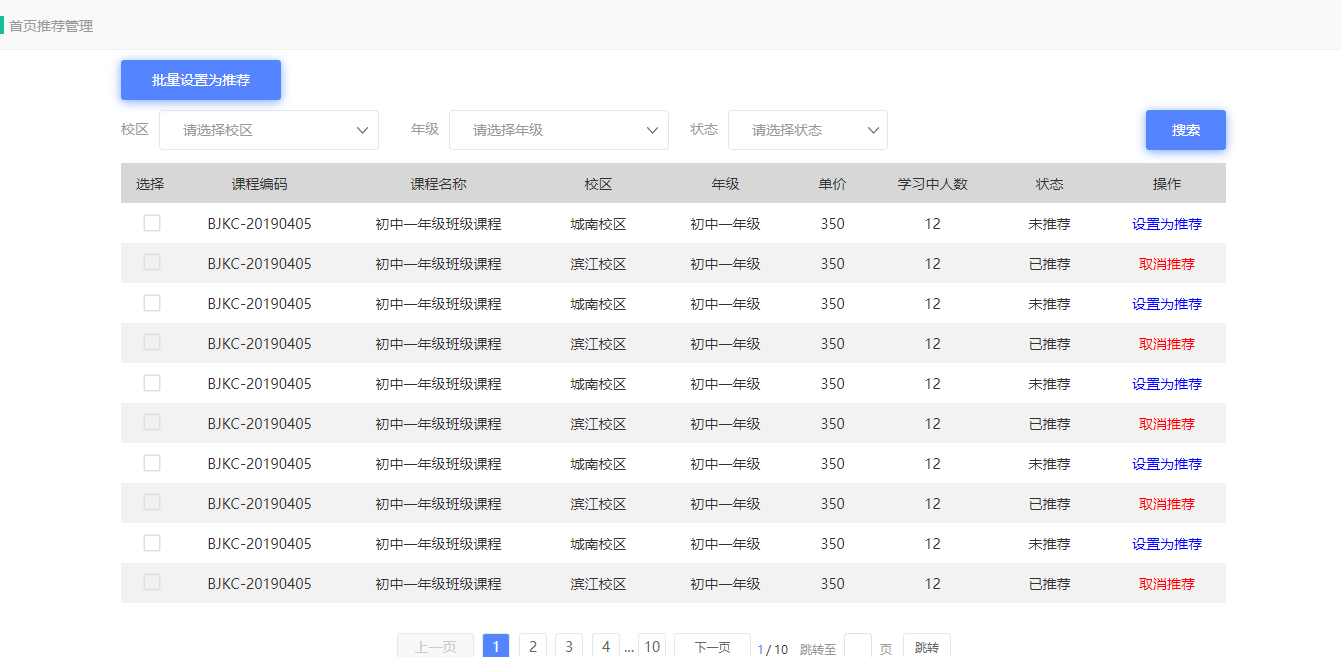 首页推荐管理
批量设置为推荐
校区 请选择校区 年级 请选择年级 状态 请选择状态 搜索
选择 课程编码 课程名称 校区 年级 单价 学习中人数 状态 操作
BJKC-20190405 初中一年级班级课程 城南校区 初中一年级 350 12 未推荐 设置为推荐
BJKC-20190405 初中一年级班级课程 滨江校区 初中一年级 350 12 已推荐 取消推荐
BJKC-20190405 初中一年级班级课程 城南校区 初中一年级 350 12 未推荐 设置为推荐
BJKC-20190405 初中一年级班级课程 滨江校区 初中一年级 350 12 已推荐 取消推荐
BJKC-20190405 初中一年级班级课程 城南校区 初中一年级 350 12 未推荐 设置为推荐
BJKC-20190405 初中一年级班级课程 滨江校区 初中一年级 350 12 已推荐 取消推荐
BJKC-20190405 初中一年级班级课程 城南校区 初中一年级 350 12 未推荐 设置为推荐
BJKC-20190405 初中一年级班级课程 滨江校区 初中一年级 350 12 已推荐 取消推荐
BJKC-20190405 初中一年级班级课程 城南校区 初中一年级 350 12 未推荐 设置为推荐
BJKC-20190405 初中一年级班级课程 滨江校区 初中一年级 350 12 已推荐 取消推荐
上一页 1 2 3 4 ... 10 下一页 1 / 10 跳转至 页 跳转